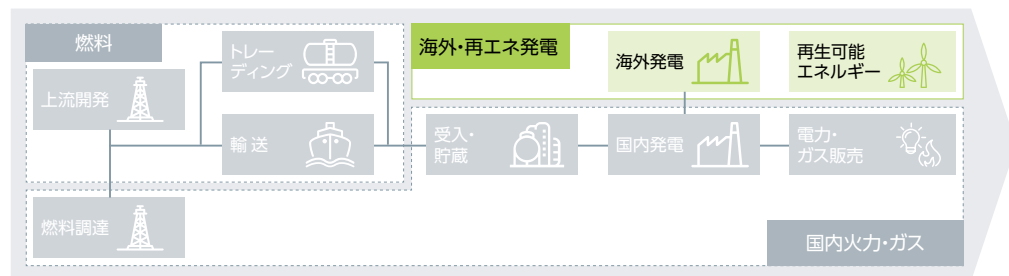 燃料
トレー
ディング
上流開発
輸送
燃料調達
海外・再エネ発電
海外発電
再生可能
エネルギー
受入・
貯蔵
国内発電
電力・
ガス販売
国内火力・ガス